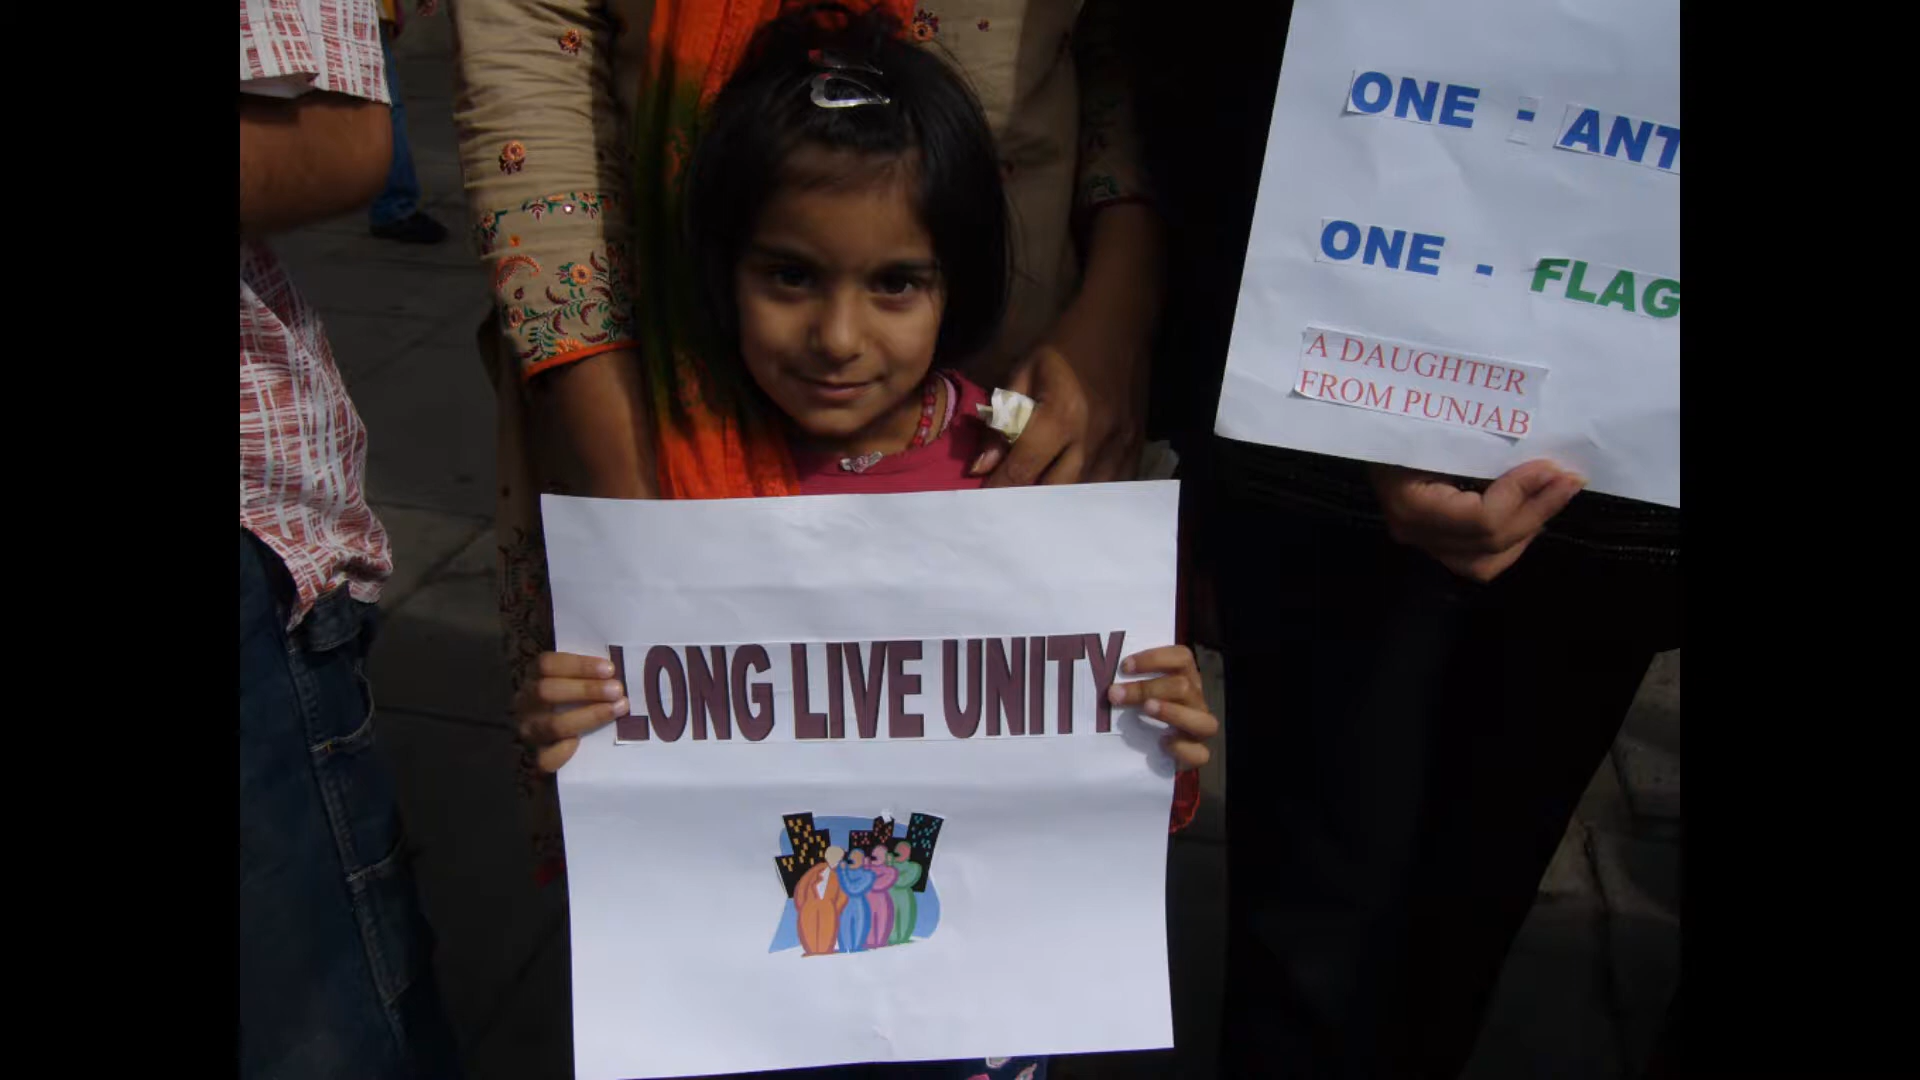 LONG LIVE UNITY
ONE - ANT
ONE - FLAG
A DAUGHTER
FROM PUNJAB